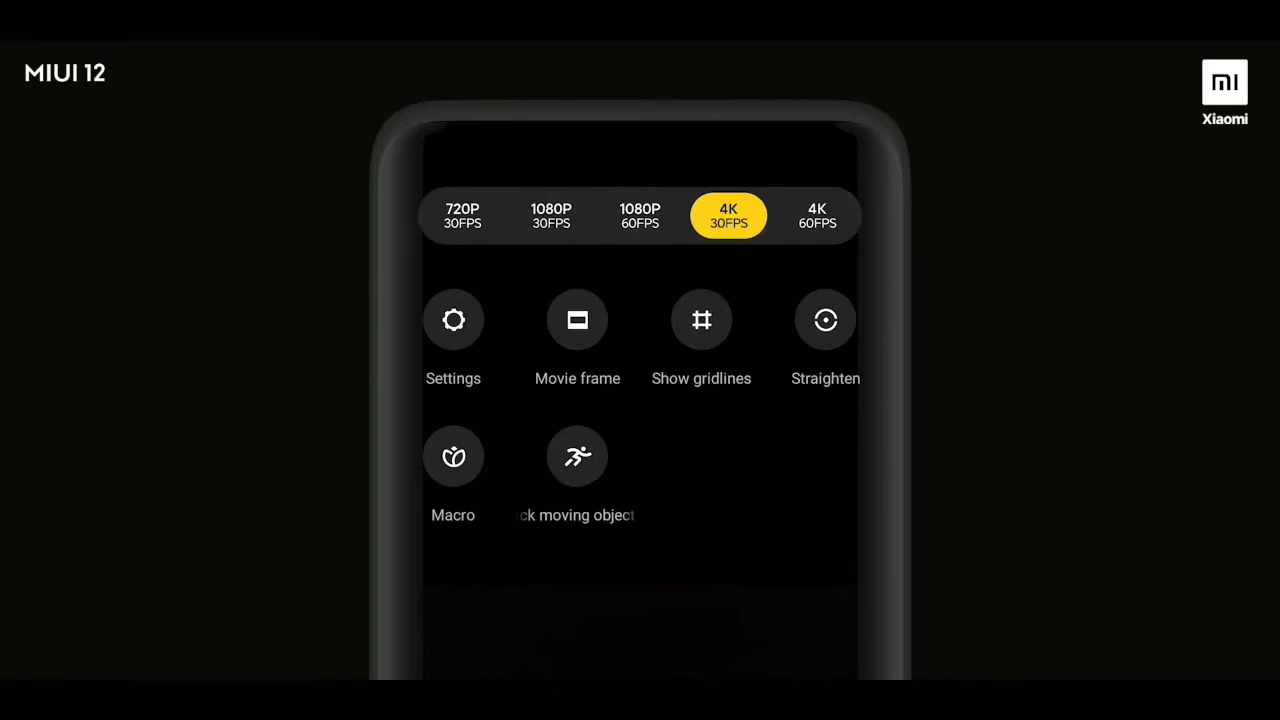 MIUI 12
mi
Xiaomi
720P 1080P 1080P 4K 4K
30FPS 30FPS 60FPS 30FPS 60FPS
Settings Movie frame Show gridlines Straighten
Macro ck moving object